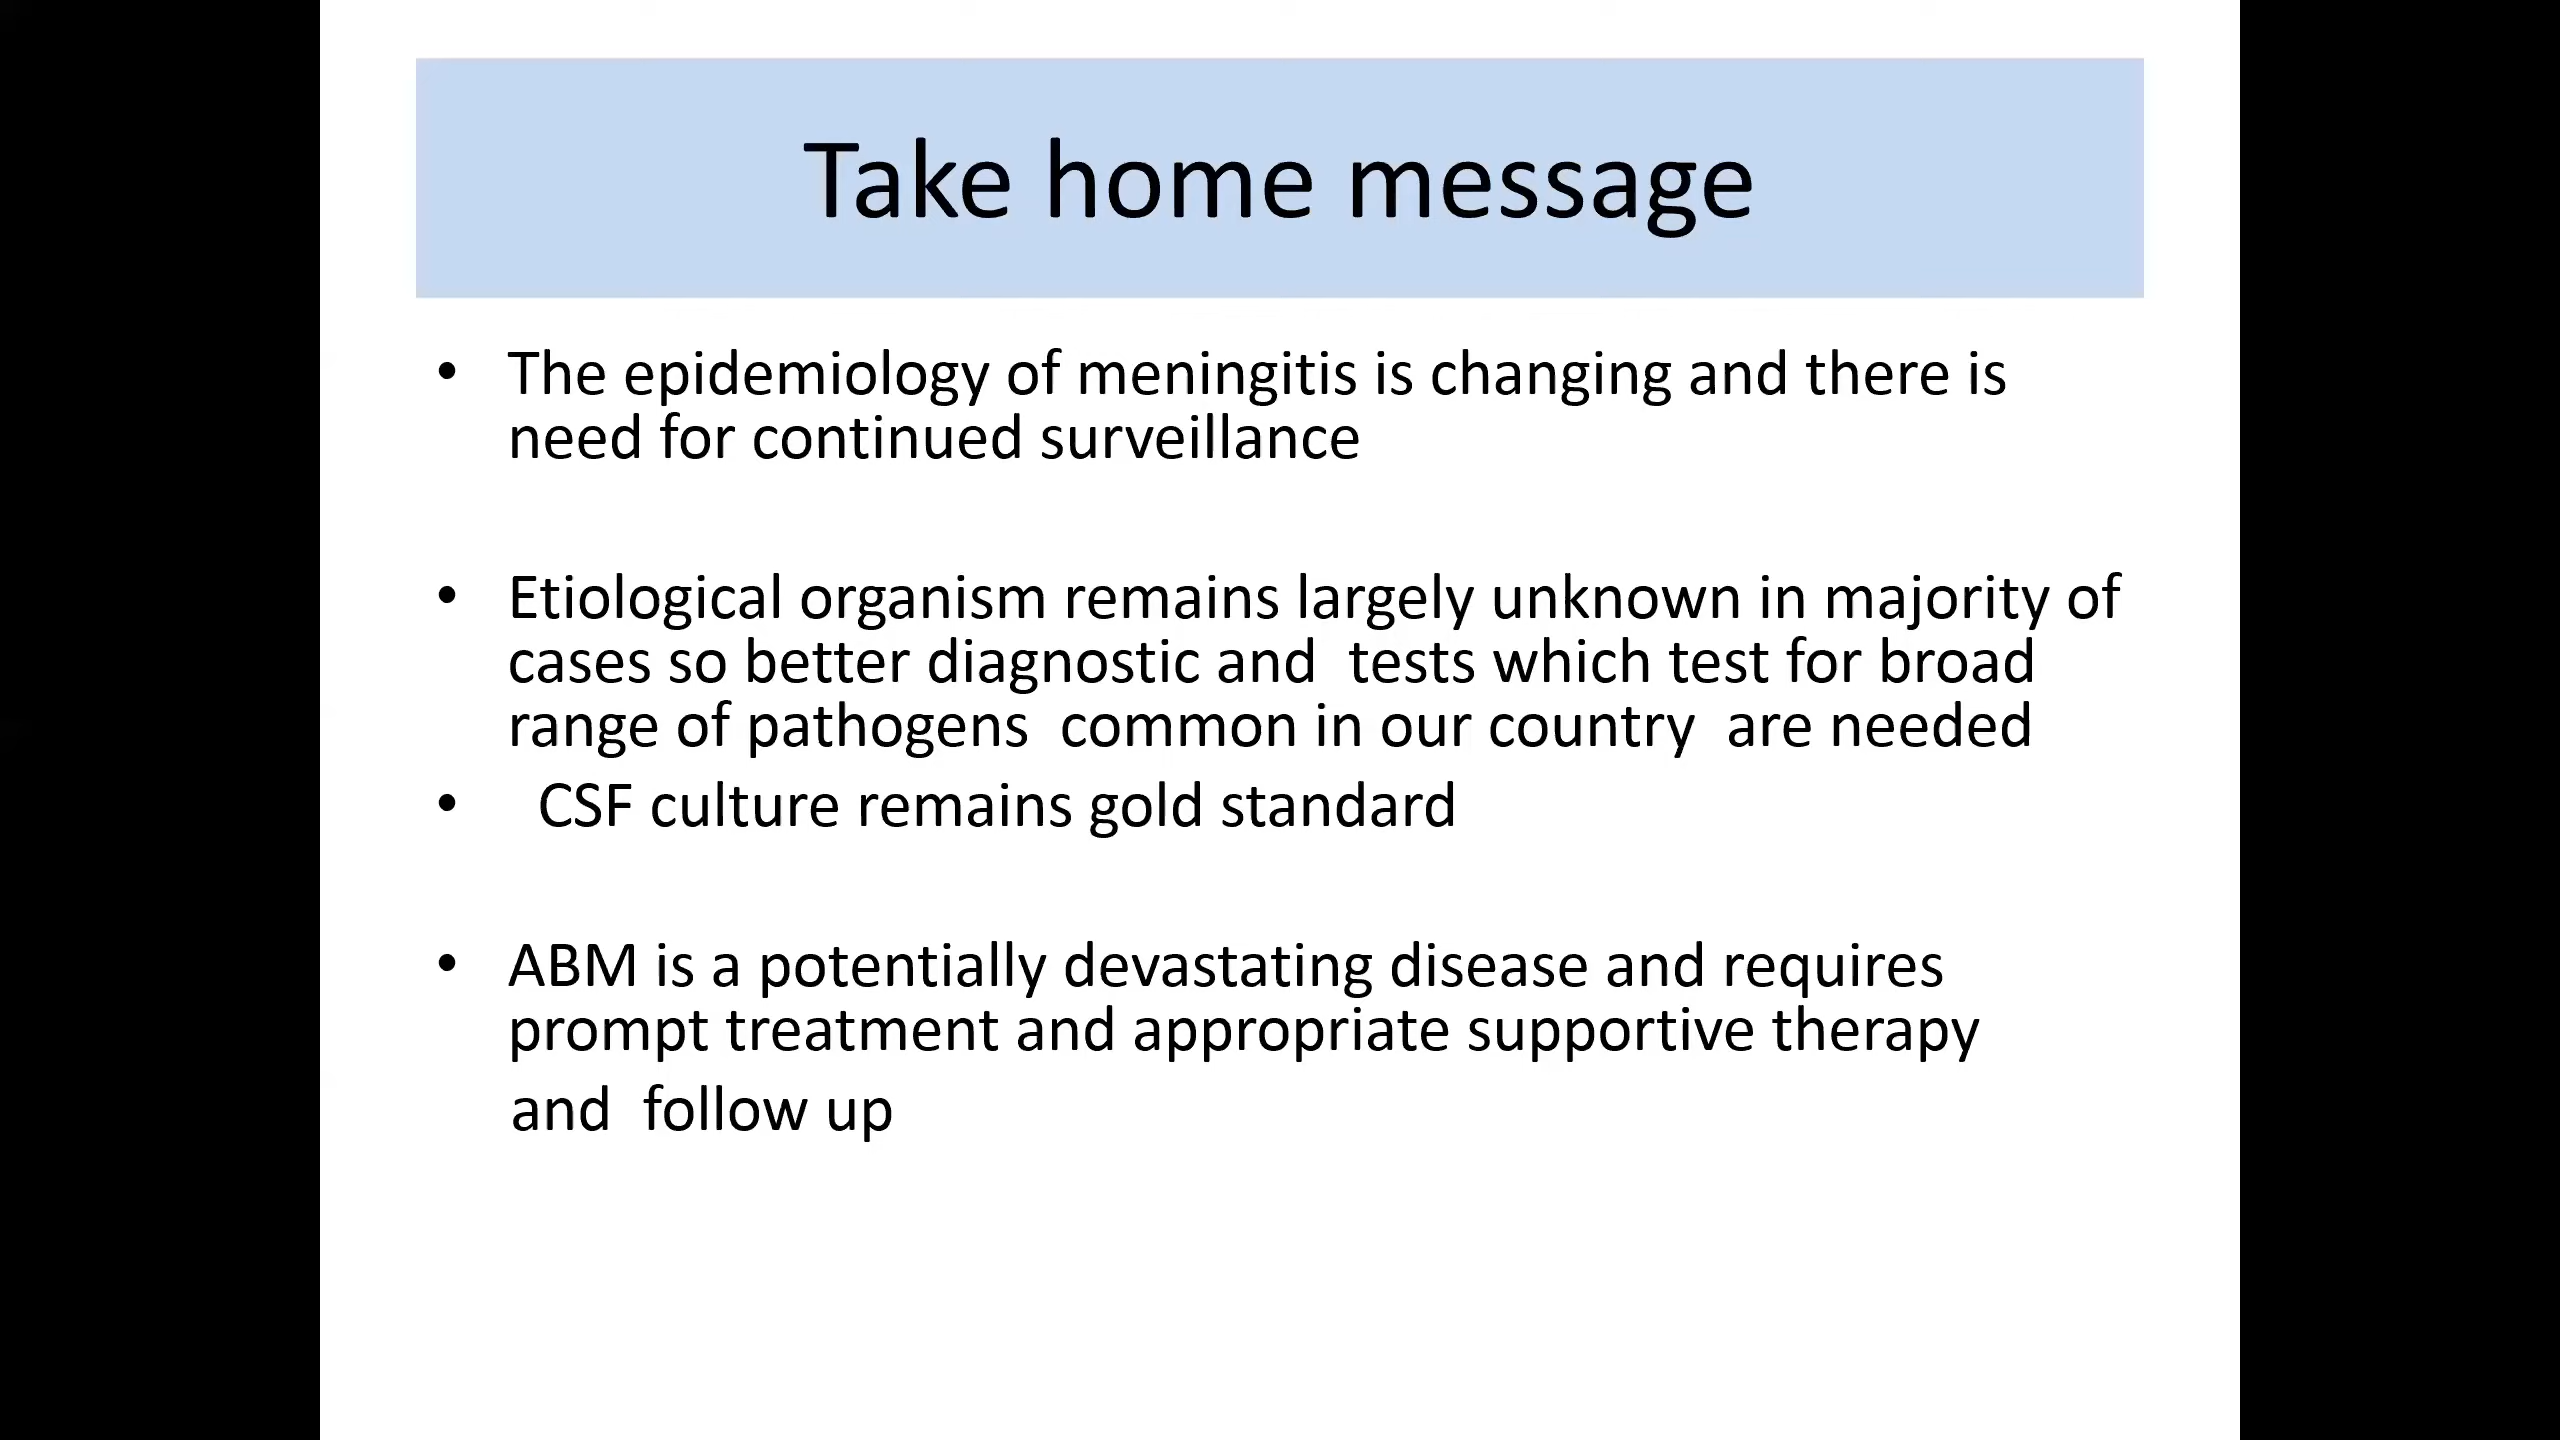 Take home message
• The epidemiology of meningitis is changing and there is
need for continued surveillance
• Etiological organism remains largely unknown in majority of
cases so better diagnostic and  tests which test for broad
range of pathogens  common in our country  are needed
• CSF culture remains gold standard
• ABM is a potentially devastating disease and requires
prompt treatment and appropriate supportive therapy
and  follow up